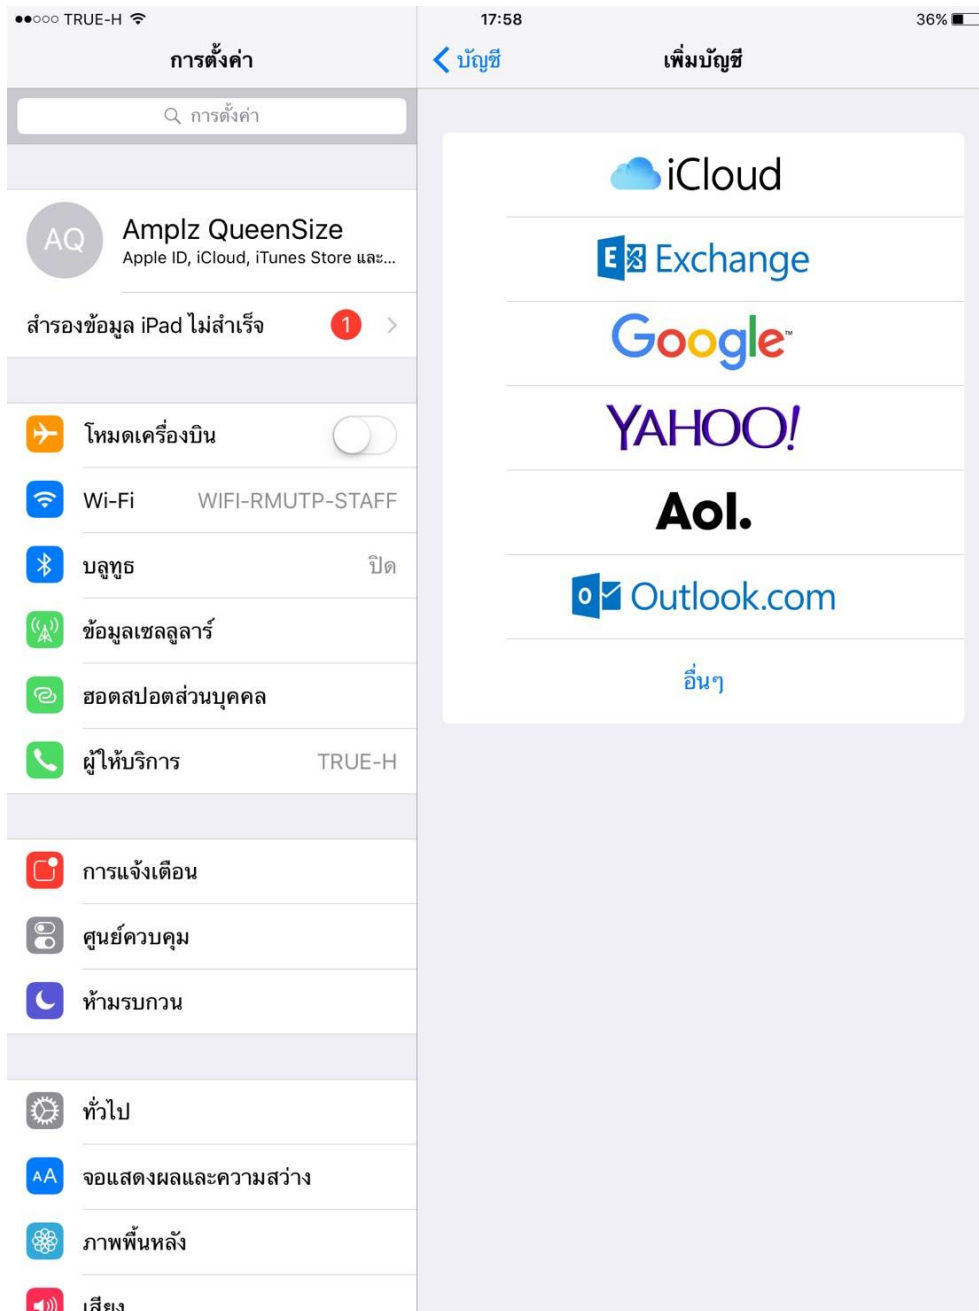 TRUE-H 17:58 36%
การตั้งค่า
การตั้งค่า
AQ
Amplz QueenSize
Apple ID, iCloud, iTunes Store และ...
สำรองข้อมูล iPad ไม่สำเร็จ 1
โหมดเครื่องบิน
Wi-Fi WIFI-RMUTP-STAFF
บลูทูธ ปิด
ข้อมูลเซลลูลาร์
ฮอตสปอตส่วนบุคคล
ผู้ให้บริการ TRUE-H
การแจ้งเตือน
ศูนย์ควบคุม
ห้ามรบกวน
ทั่วไป
AA จอแสดงผลและความสว่าง
ภาพพื้นหลัง
เสียง
บัญชี เพิ่มบัญชี
iCloud
E Exchange
Google™
YAHOO!
Aol.
o Outlook.com
อื่นๆ